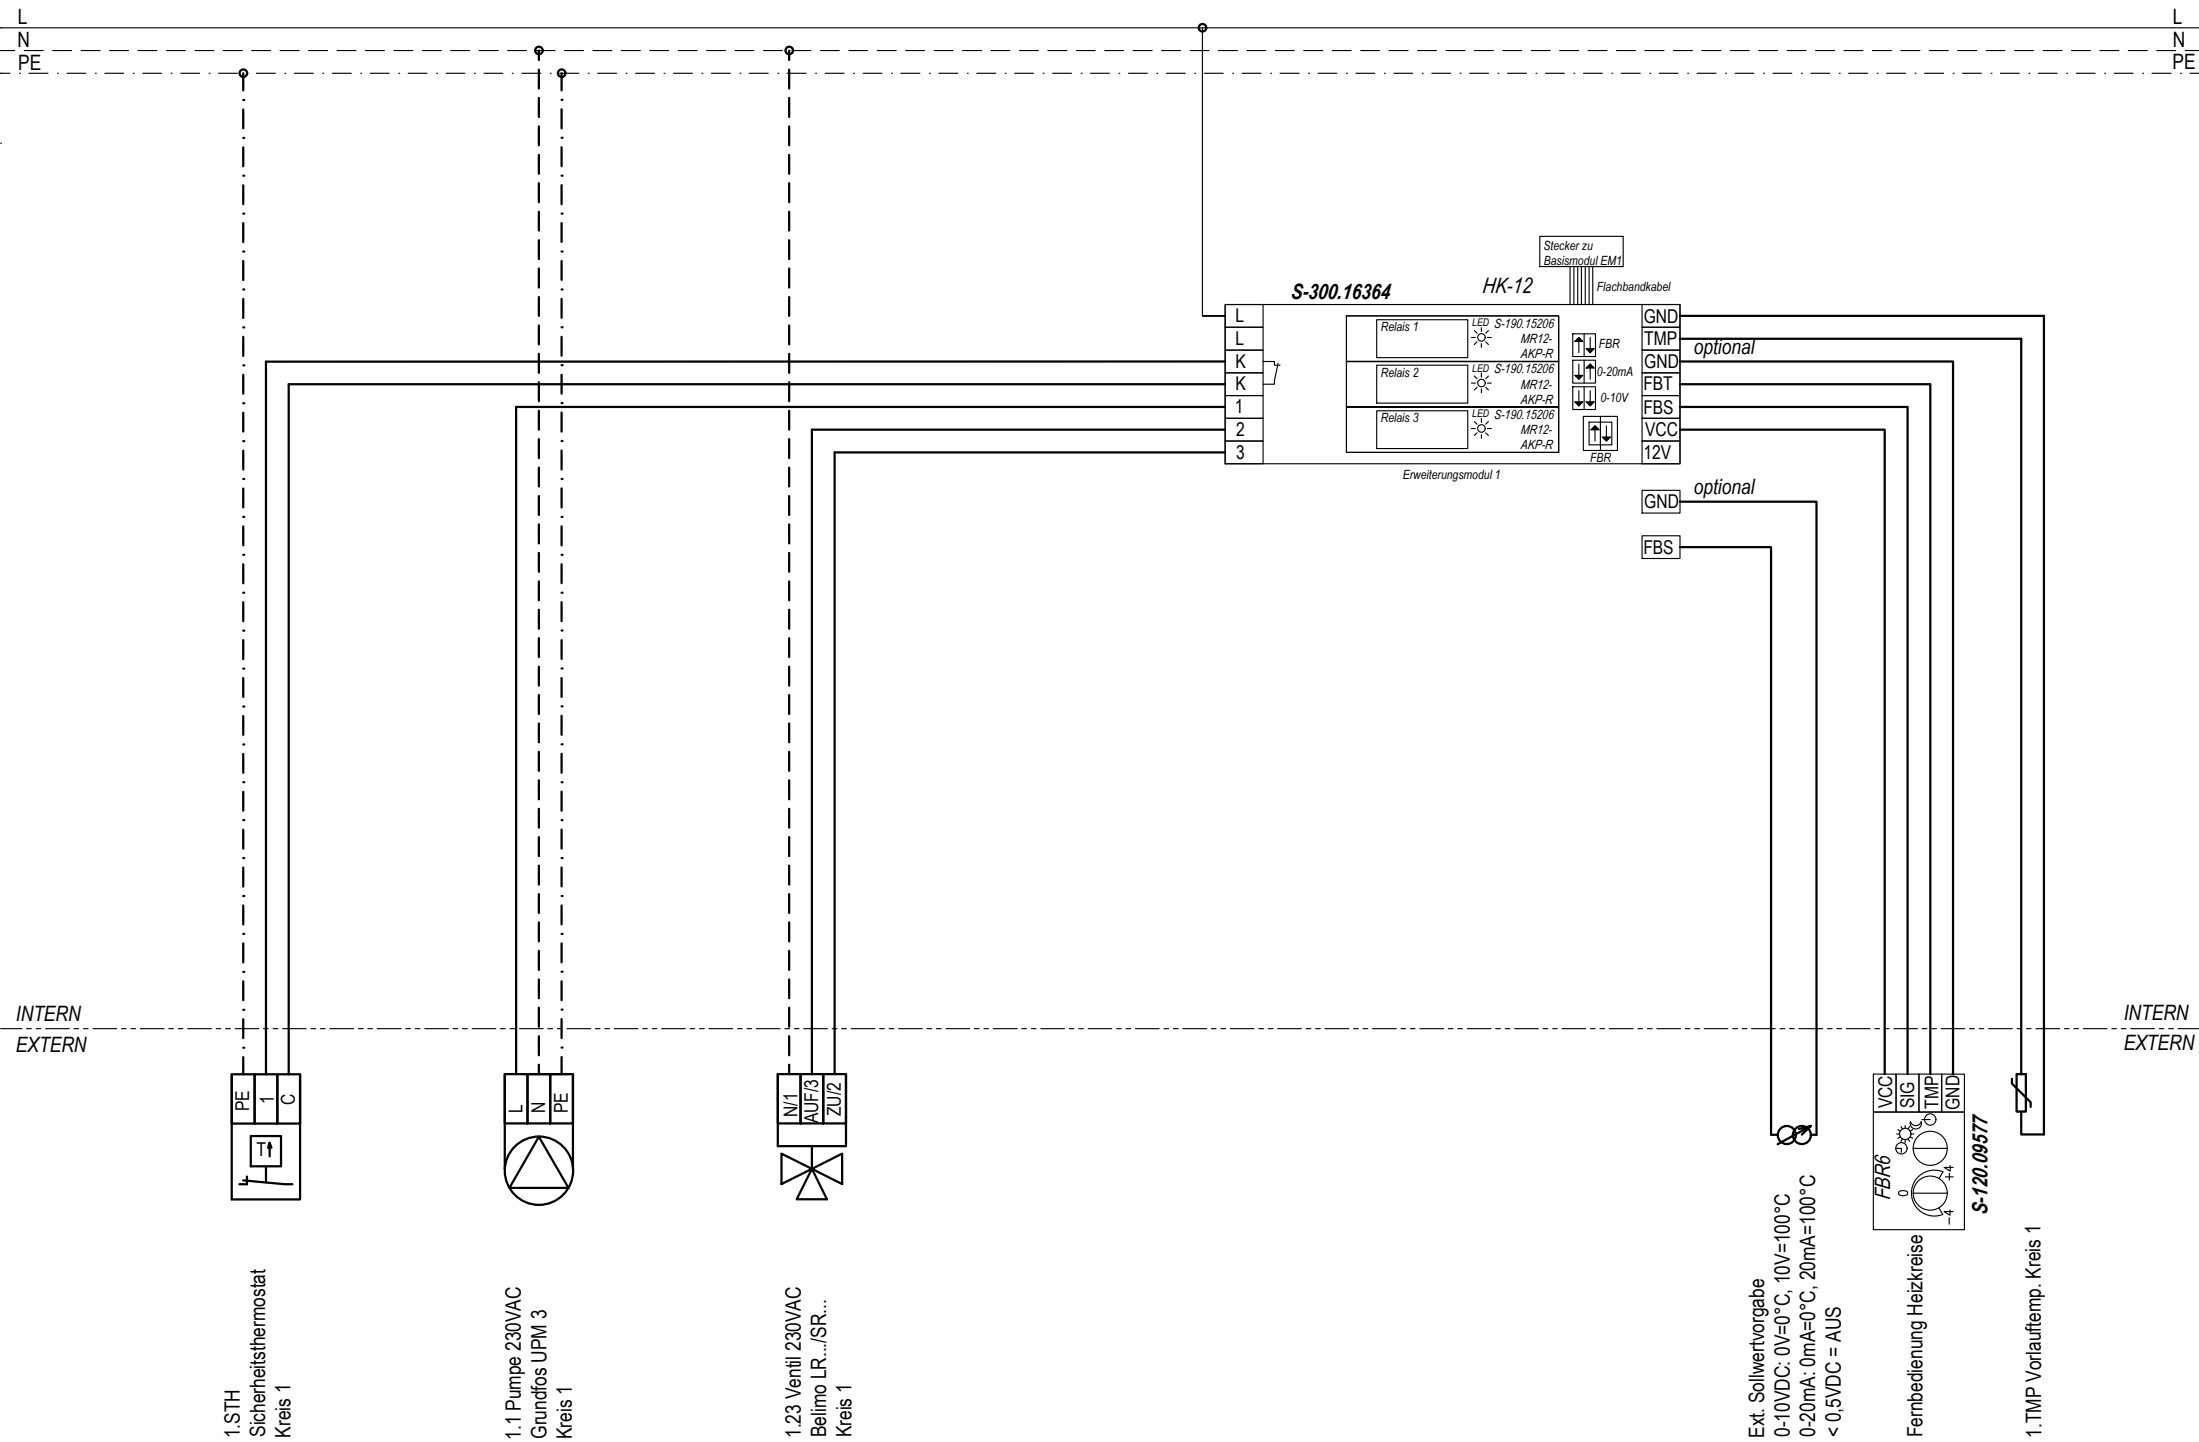 L
N
PE
L
N
PE
Stecker zu
Basismodul EM1
Flachbandkabel
S-300.16364
HK-12
L
L
K
K
1
2
3
Relais 1
LED
S-190.15206
MR12-
AKP-R
Relais 2
LED
S-190.15206
MR12-
AKP-R
Relais 3
LED
S-190.15206
MR12-
AKP-R
FBR
0-20mA
0-10V
FBR
GND
TMP
GND
FBT
FBS
VCC
12V
optional
Erweiterungsmodul 1
GND
optional
FBS
INTERN
EXTERN
INTERN
EXTERN
PE
1
C
T
L
N
PE
N/1
AUF/3
ZU/2
VCC
SIG
TMP
GND
FBR6
0
-4
+4
S-120.09577
1.STH
Sicherheitsthermostat
Kreis 1
1.1 Pumpe 230VAC
Grundfos UPM 3
Kreis 1
1.23 Ventil 230VAC
Belimo LR.../SR...
Kreis 1
Ext. Sollwertvorgabe
0-10VDC: 0V=0°C, 10V=100°C
0-20mA: 0mA=0°C, 20mA=100°C
< 0,5VDC = AUS
Fernbedienung Heizkreise
1.TMP Vorlauftemp. Kreis 1